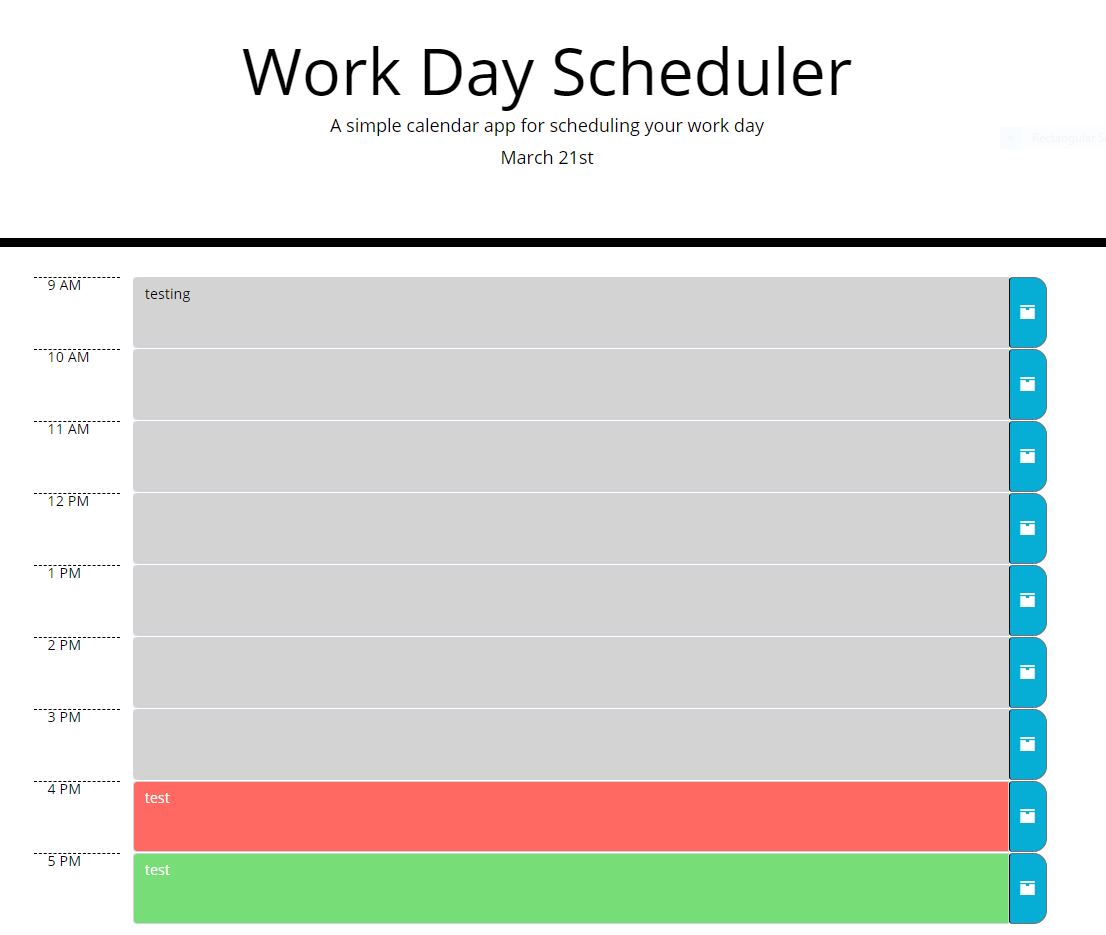 Work Day Scheduler
A simple calendar app for scheduling your work day
Rectangular S
March 21st
9 AM
testing
10 AM
11 AM
12 PM
1 PM
2 PM
3 PM
4 PM
test
5 PM
test